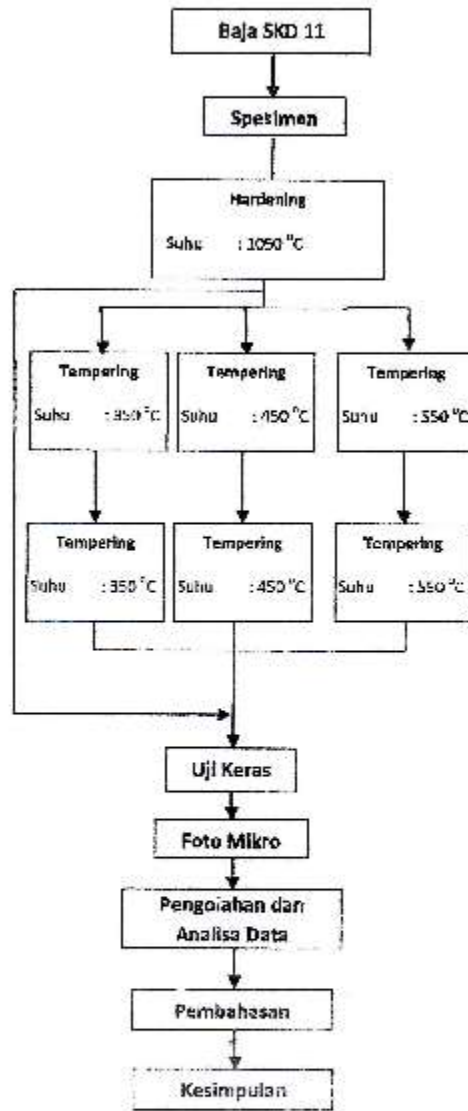 Baja SKD 11
Spesimen
Hardening
Suhu : 1050 °C
Tempering
Suhu : 350 °C
Tempering
Suhu : 450 °C
Tempering
Suhu : 550 °C
Tempering
Suhu : 350 °C
Tempering
Suhu : 450 °C
Tempering
Suhu : 550 °C
Uji Keras
Foto Mikro
Pengolahan dan
Analisa Data
Pembahasan
Kesimpulan